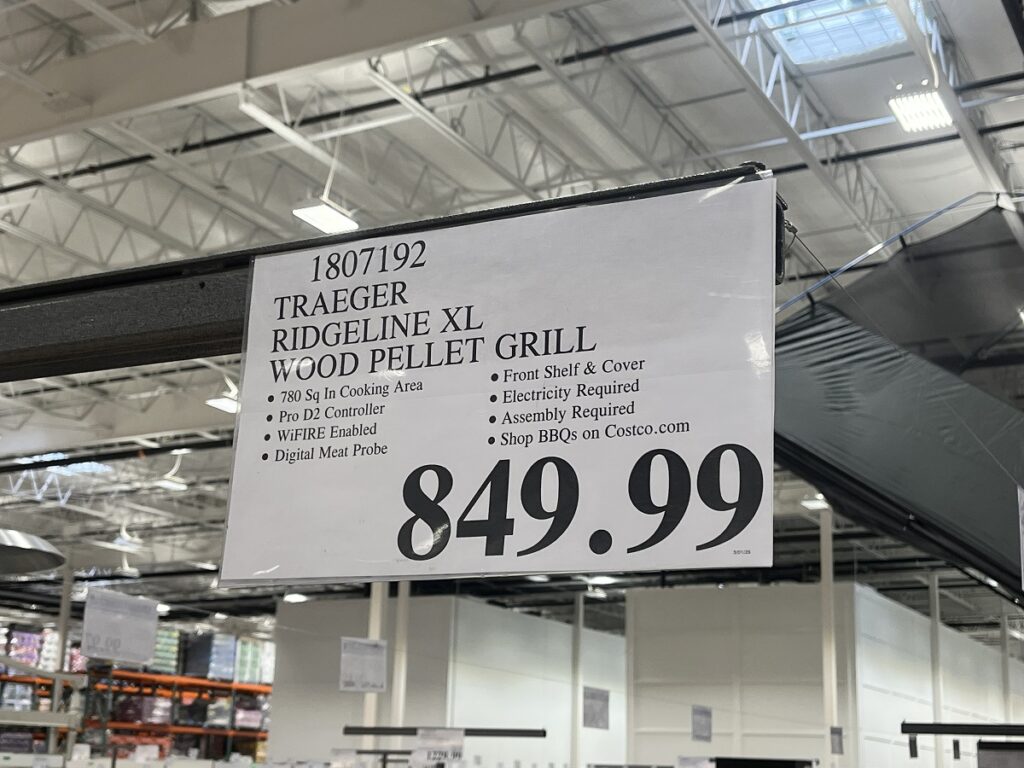 1807192
TRAEGER
RIDGELINE XL
WOOD PELLET GRILL
• 780 Sq In Cooking Area
• Pro D2 Controller
• WiFIRE Enabled
• Digital Meat Probe
• Front Shelf & Cover
• Electricity Required
• Assembly Required
• Shop BBQs on Costco.com
849.99